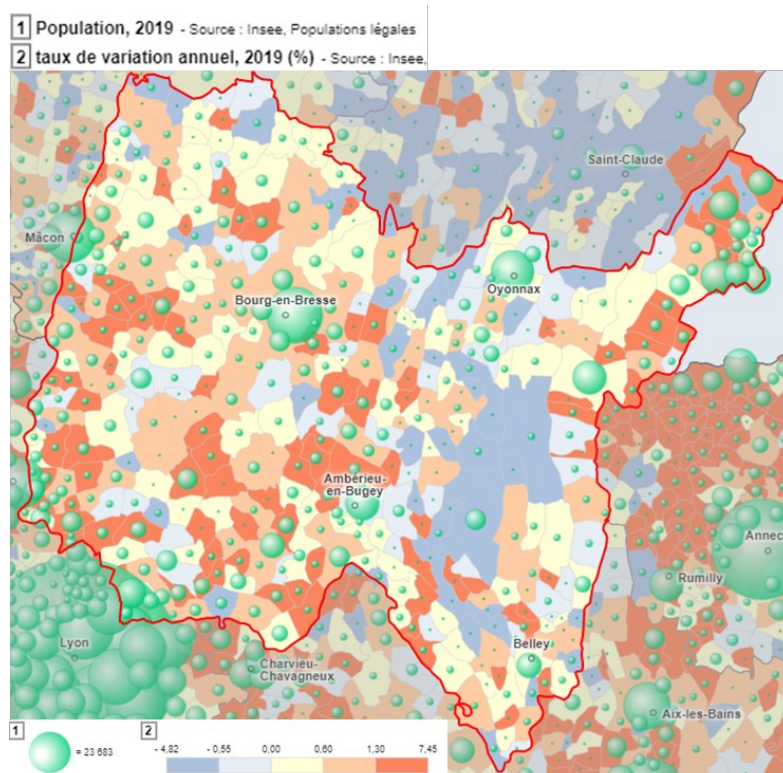 1 Population, 2019 - Source : Insee, Populations légales
2 taux de variation annuel, 2019 (%) - Source : Insee,
Saint-Claude
Mâcon
Oyonnax
Bourg-en-Bresse
Ambérieu-
en-Bugey
Annec
Rumilly
Lyon
Belley
Charvieu-
Chavagneux
Aix-les-Bains
1 2
= 23 683
- 4,82 - 0,55 0,00 0,60 1,30 7,45